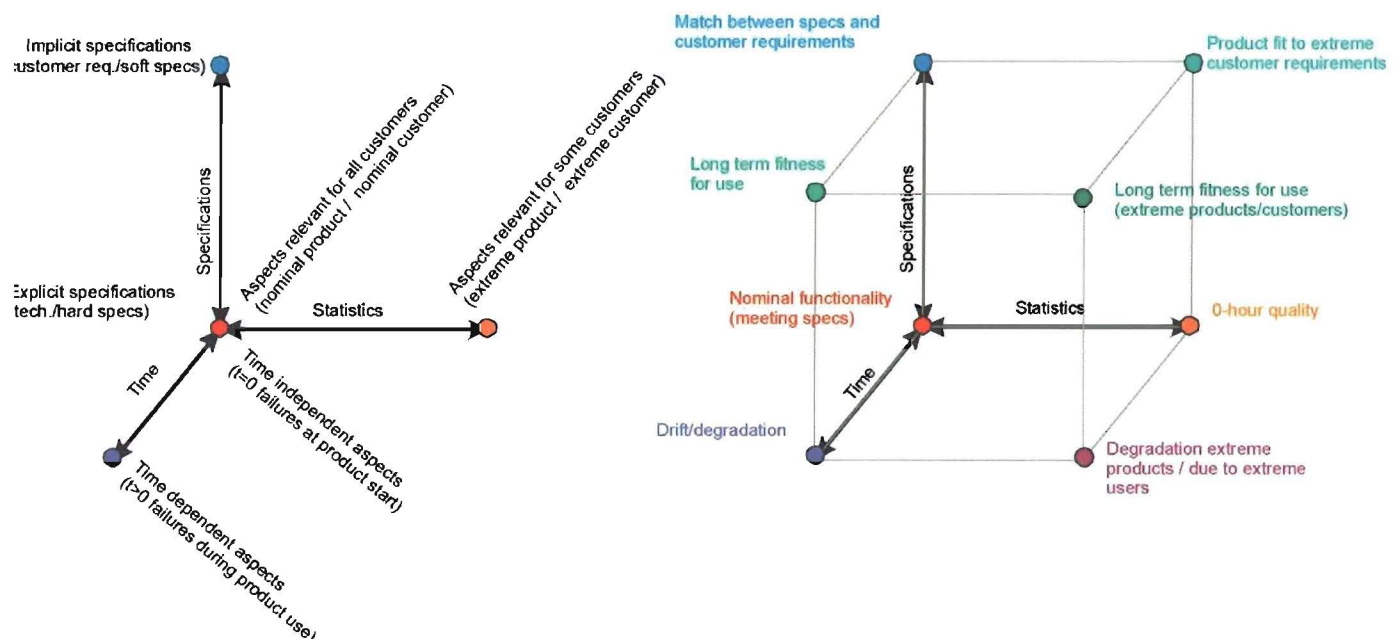 Implicit specifications
customer req./soft specs)
Specifications
Aspects relevant for all customers
(nominal product / nominal customer)
Aspects relevant for some customers
(extreme product / extreme customer)
Explicit specifications
tech./hard specs)
Statistics
Time
Time independent aspects
(t=0 failures at product start)
Time dependent aspects
(t>0 failures during product use)
Match between specs and
customer requirements
Product fit to extreme
customer requirements
Long term fitness
for use
Long term fitness for use
(extreme products/customers)
Specifications
Nominal functionality
(meeting specs)
Statistics
0-hour quality
Time
Drift/degradation
Degradation extreme
products / due to extreme
users